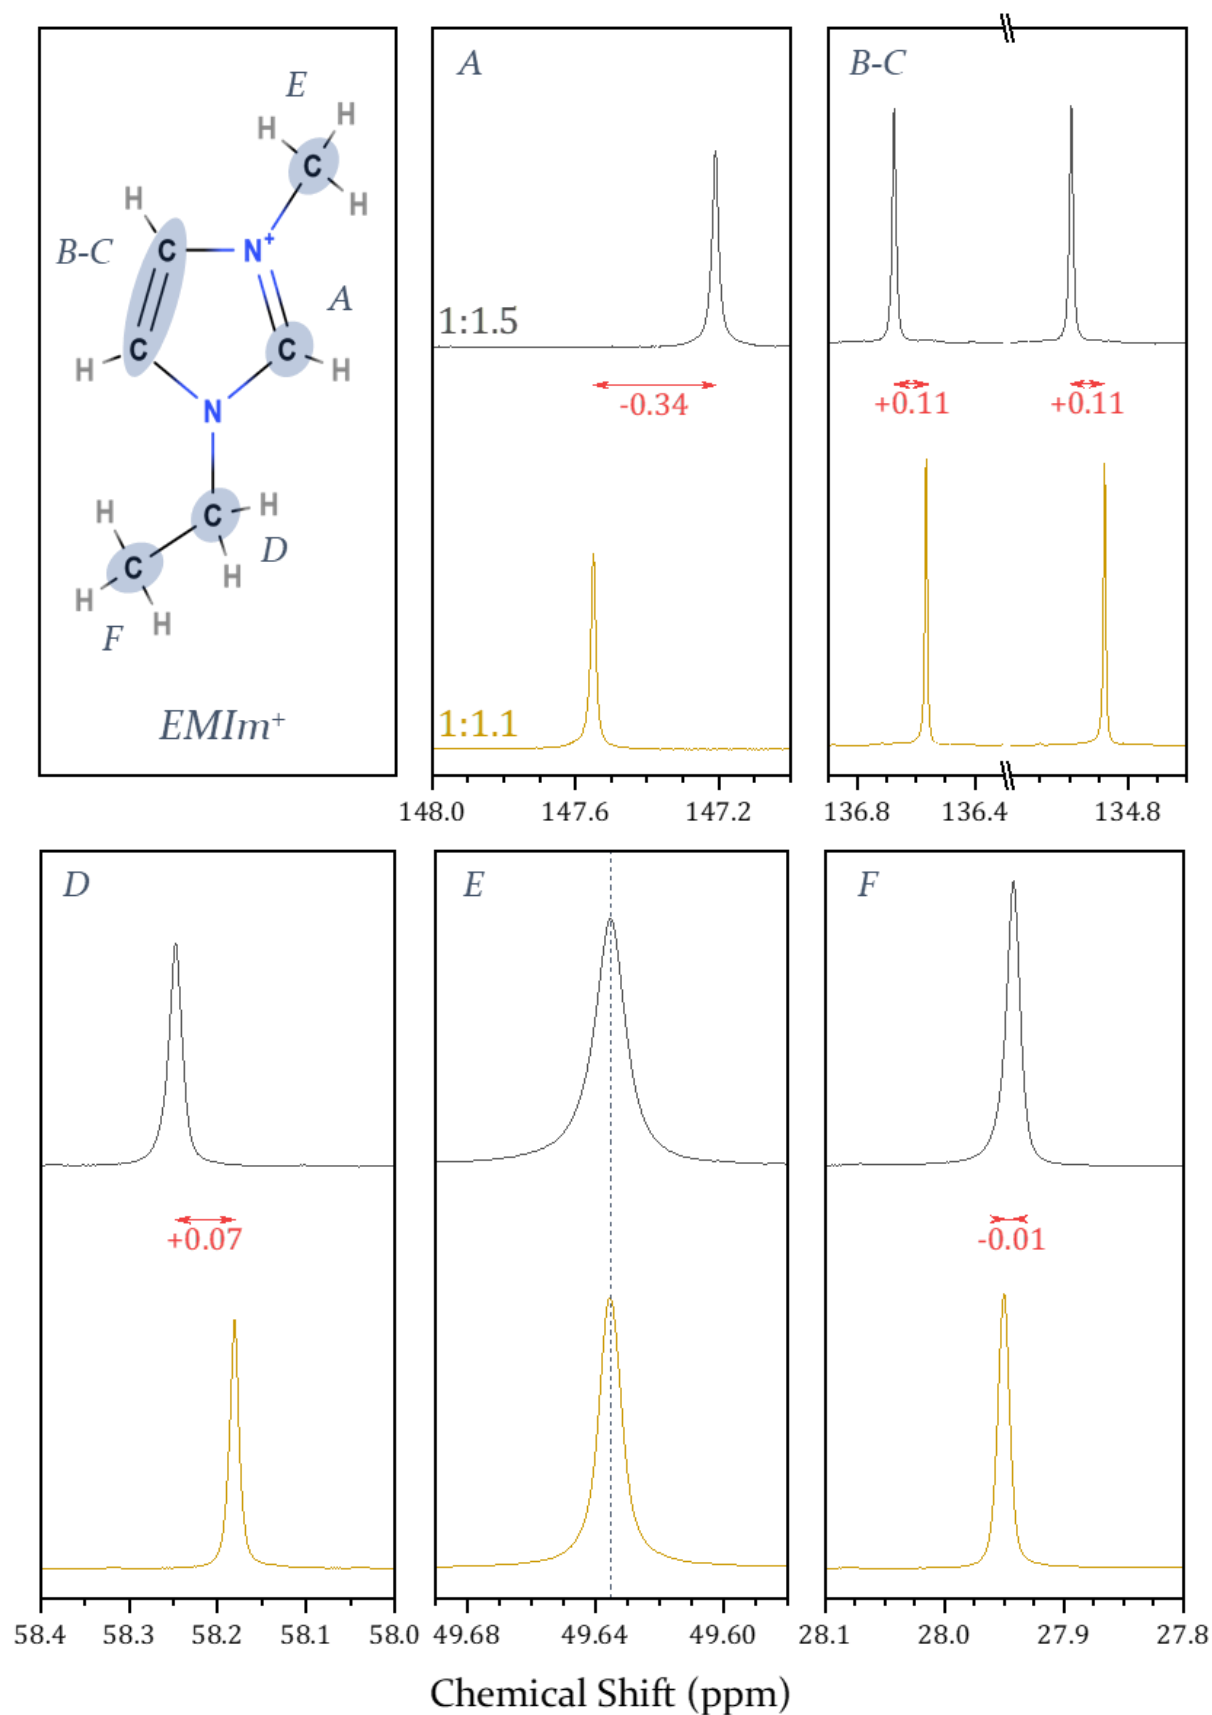 E
H
H
C
H
H
B-C
C
N+
A
C
C
H
H
N
H
H
C
D
C
H
H
F
H
EMIm+
A
1:1.5
-0.34
1:1.1
148.0 147.6 147.2
B-C
+0.11 +0.11
136.8 136.4 134.8
D
+0.07
58.4 58.3 58.2 58.1 58.0
E
49.68 49.64 49.60
F
-0.01
28.1 28.0 27.9 27.8
Chemical Shift (ppm)